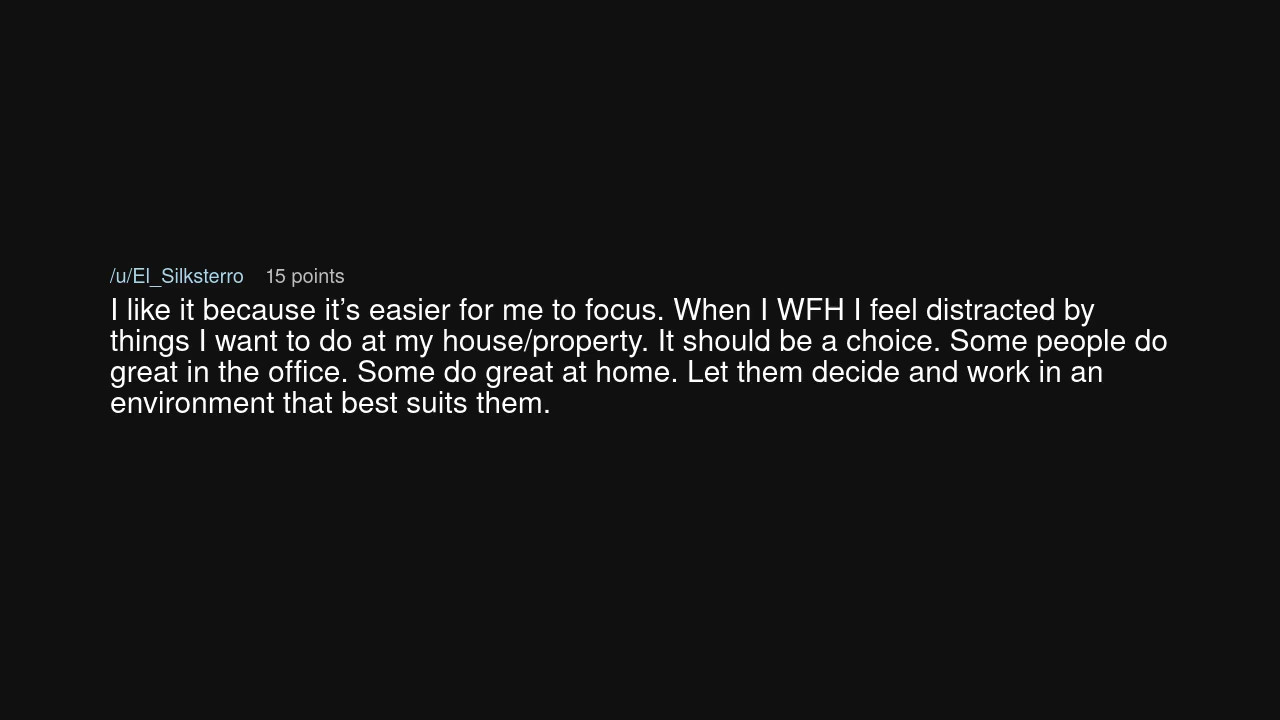 /u/El_Silksterro 15 points
I like it because it’s easier for me to focus. When I WFH I feel distracted by
things I want to do at my house/property. It should be a choice. Some people do
great in the office. Some do great at home. Let them decide and work in an
environment that best suits them.